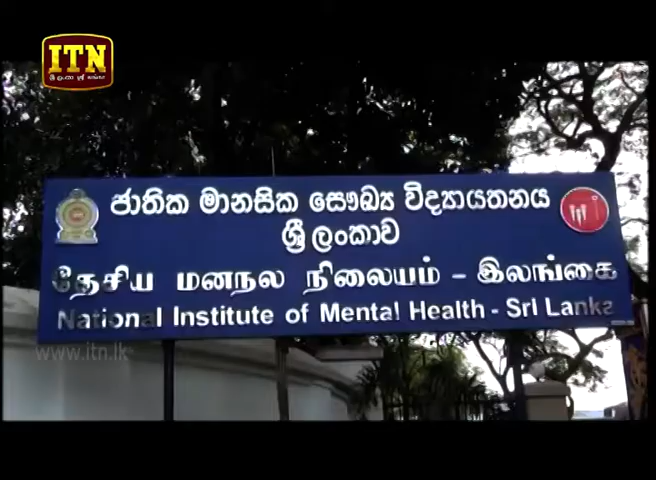 ITN
ජාතික මානසික සෞඛ්‍ය විද්‍යායතනය
ශ්‍රී ලංකාව
தேசிய மனநல நிலையம் - இலங்கை
National Institute of Mental Health - Sri Lanka
www.itn.lk